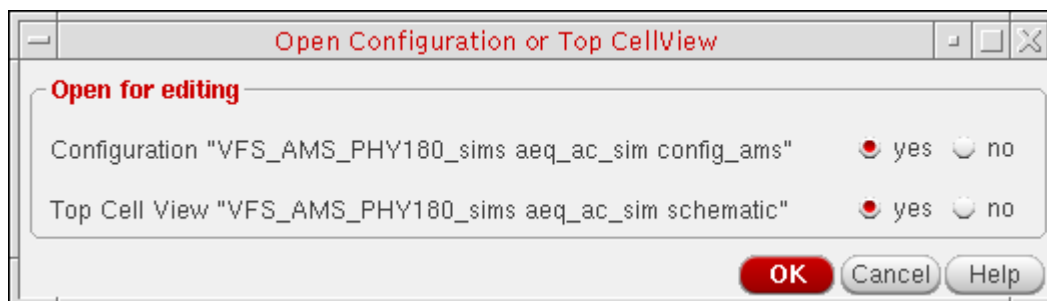 Open Configuration or Top CellView
Open for editing
Configuration "VFS_AMS_PHY180_sims aeq_ac_sim config_ams" yes no
Top Cell View "VFS_AMS_PHY180_sims aeq_ac_sim schematic" yes no
OK Cancel Help